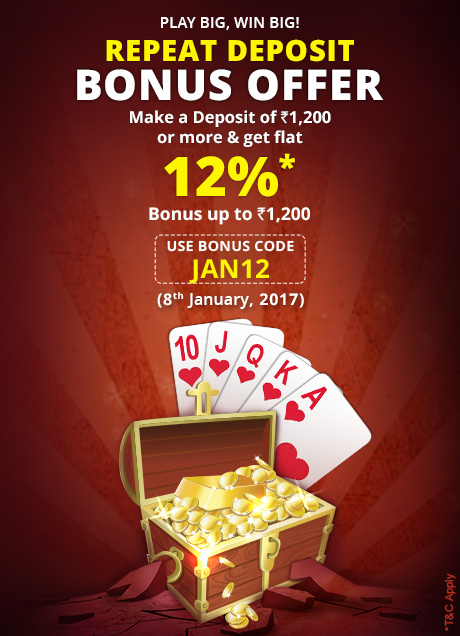 PLAY BIG, WIN BIG!
REPEAT DEPOSIT
BONUS OFFER
Make a Deposit of ₹1,200
or more & get flat
12%*
Bonus up to ₹1,200
USE BONUS CODE
JAN12
(8th January, 2017)
10 J Q K A
*T&C Apply